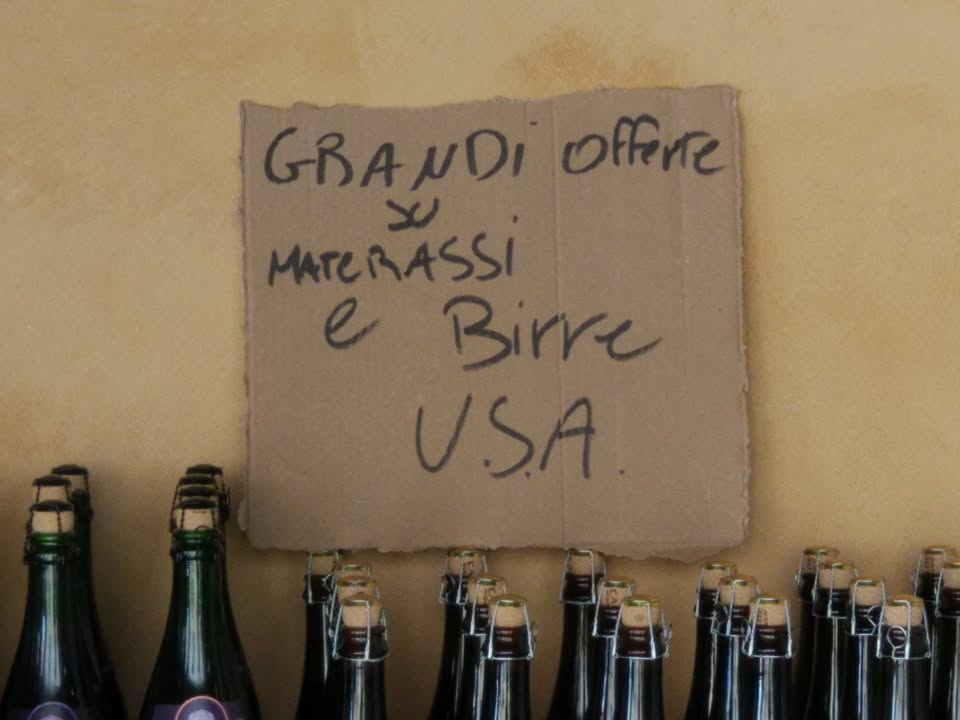 GRANDi Offerte
su
MATeRASSi
e Birre
U.S.A.